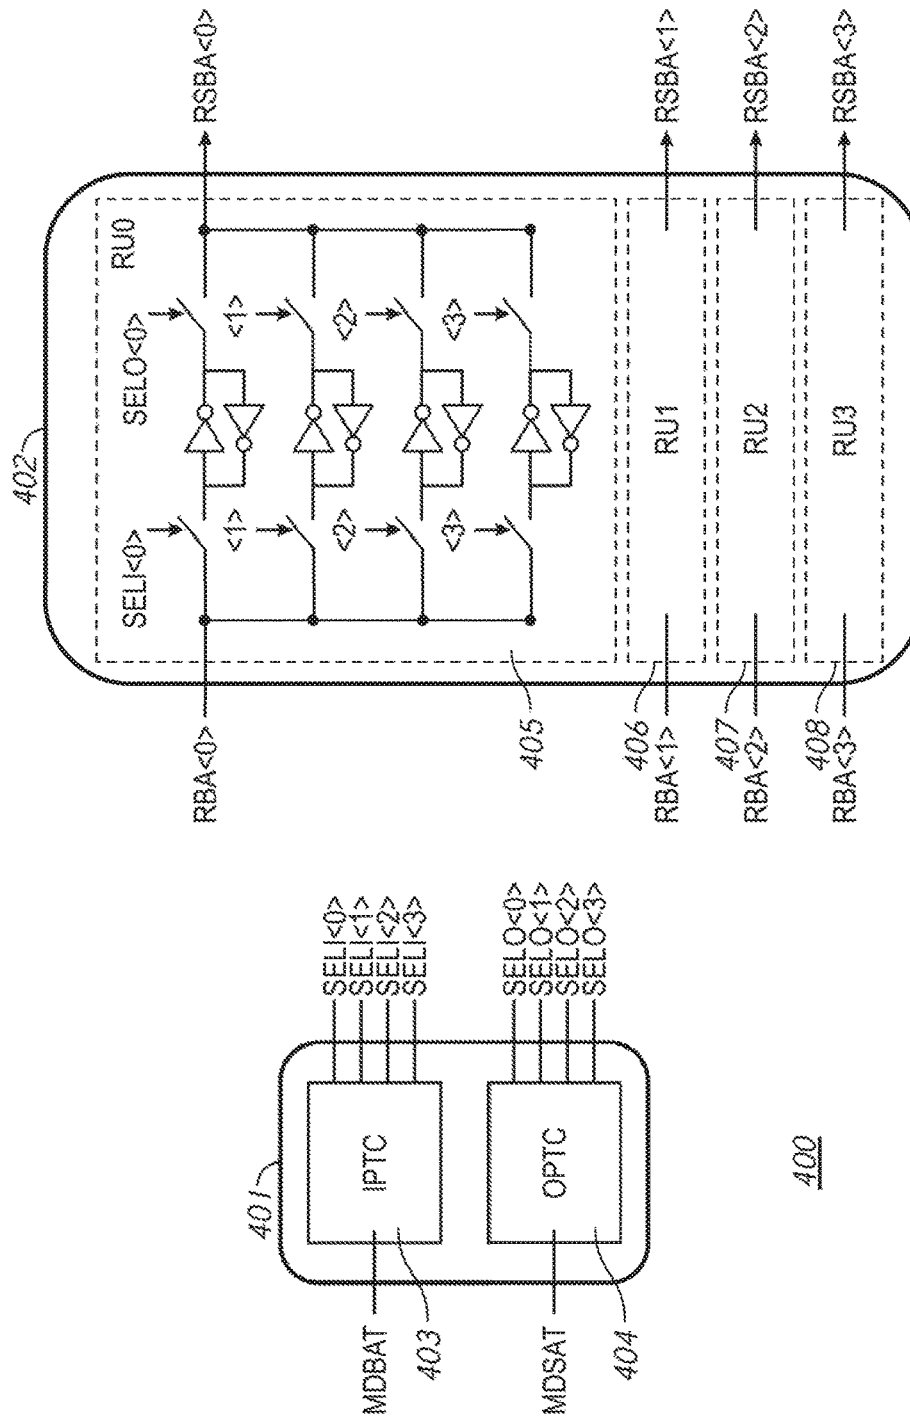 402
RU0
SELI<0>
SELO<0>
<1>
<1>
<2>
<2>
<3>
<3>
RBA<0>
RSBA<0>
405
RBA<1>
406
RU1
RSBA<1>
RBA<2>
407
RU2
RSBA<2>
RBA<3>
408
RU3
RSBA<3>
401
MDBAT
IPTC
403
SELI<0>
SELI<1>
SELI<2>
SELI<3>
MDSAT
OPTC
404
SELO<0>
SELO<1>
SELO<2>
SELO<3>
400